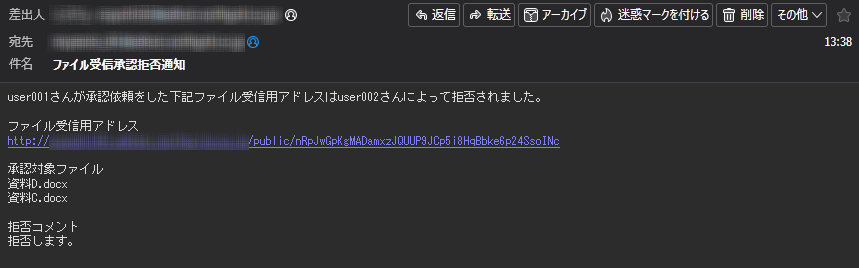 差出人 返信 転送 アーカイブ 迷惑マークを付ける 削除 その他
宛先 13:38
件名 ファイル受信承認拒否通知
user001さんが承認依頼をした下記ファイル受信用アドレスはuser002さんによって拒否されました。
ファイル受信用アドレス
http:// /public/nRpJwGpKgMADamxzJQUUP9JCp5i8HqBbke6p24SsoINc
承認対象ファイル
資料D.docx
資料C.docx
拒否コメント
拒否します。